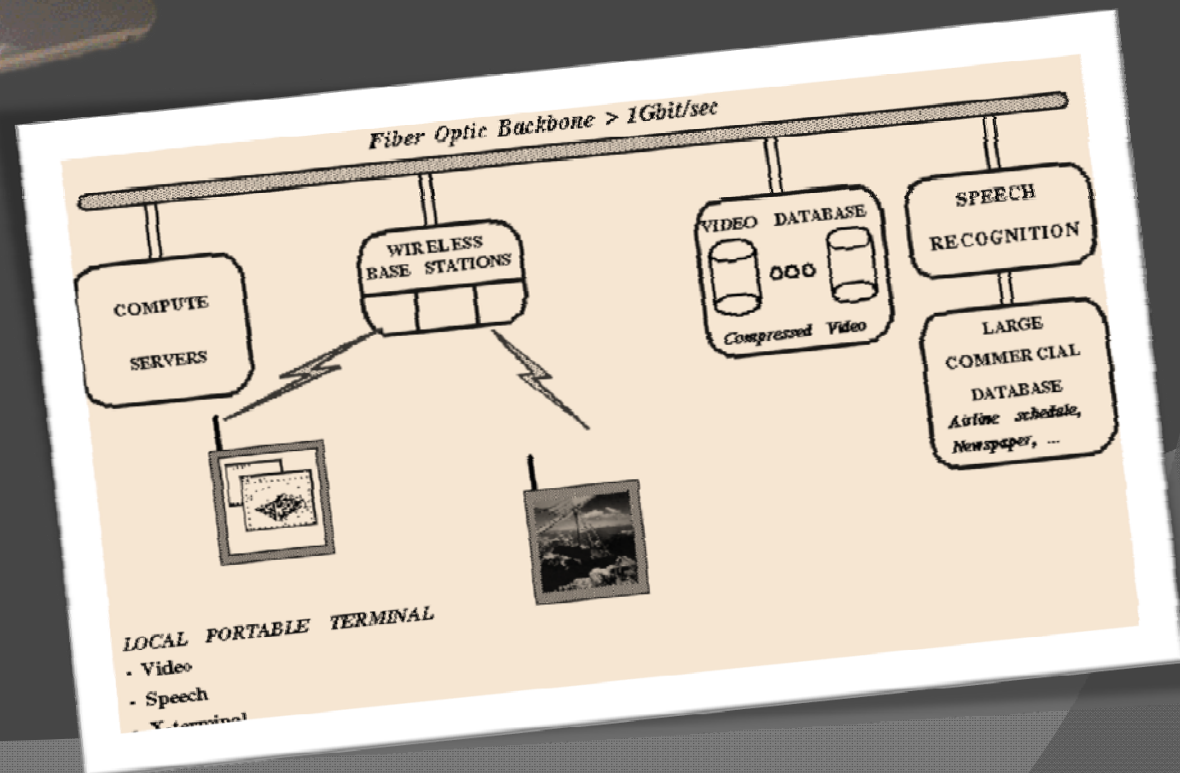 Fiber Optic Backbone > 1Gbit/sec
COMPUTE
SERVERS
WIRELESS
BASE STATIONS
VIDEO DATABASE
Compressed Video
SPEECH
RECOGNITION
LARGE
COMMERCIAL
DATABASE
Airline schedule,
Newspaper, ...
LOCAL PORTABLE TERMINAL
- Video
- Speech
- X-terminal